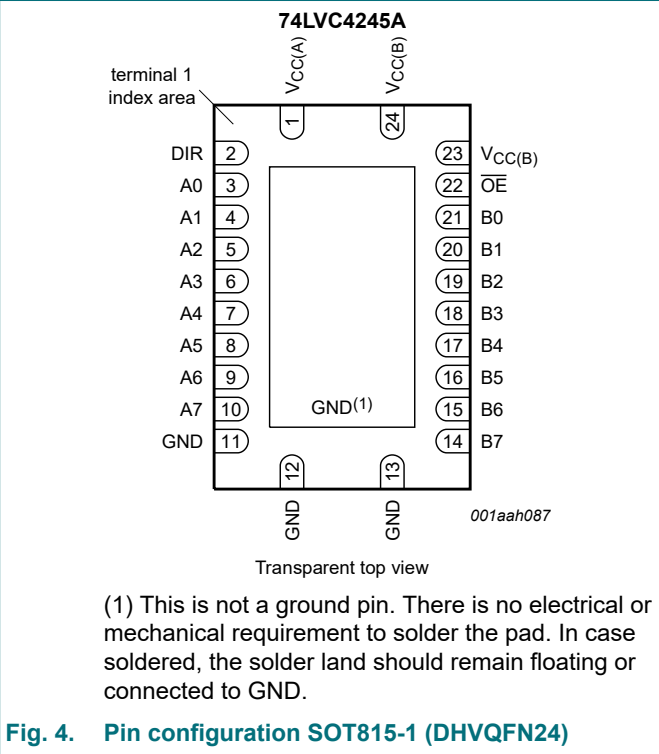 74LVC4245A
VCC(A)
VCC(B)
terminal 1
index area
1
24
DIR 2
23 VCC(B)
A0 3
22 OE
A1 4
21 B0
A2 5
20 B1
A3 6
19 B2
A4 7
18 B3
A5 8
17 B4
A6 9
16 B5
A7 10
GND(1)
15 B6
GND 11
14 B7
12
13
GND
GND
001aah087
Transparent top view
(1) This is not a ground pin. There is no electrical or
mechanical requirement to solder the pad. In case
soldered, the solder land should remain floating or
connected to GND.
Fig. 4. Pin configuration SOT815-1 (DHVQFN24)